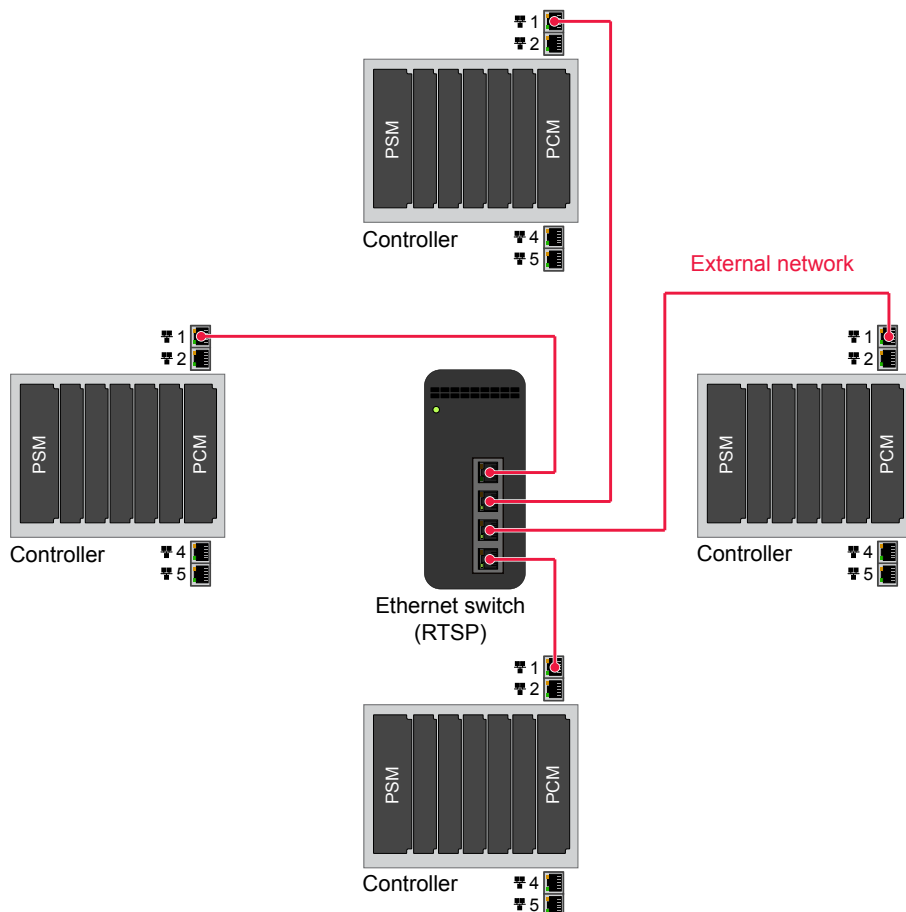 1
2
PSM
PCM
Controller
4
5
External network
1
2
PSM
PCM
Controller
4
5
1
2
PSM
PCM
Controller
4
5
Ethernet switch
(RTSP)
1
2
PSM
PCM
Controller
4
5